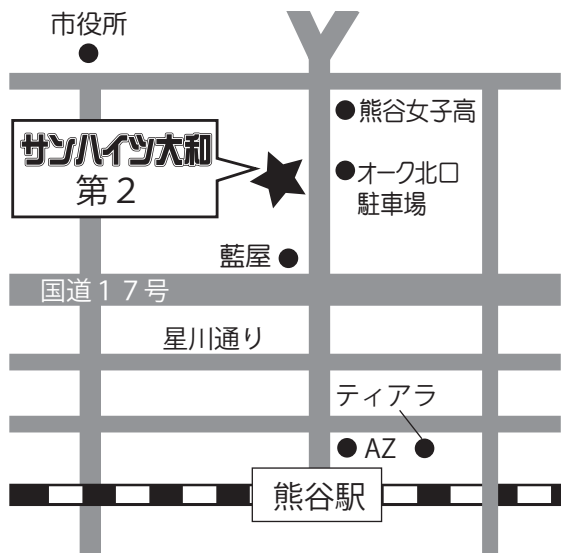 市役所
熊谷女子高
サンハイツ大和
第２
オーク北口
駐車場
藍屋
国道１７号
星川通り
ティアラ
AZ
熊谷駅